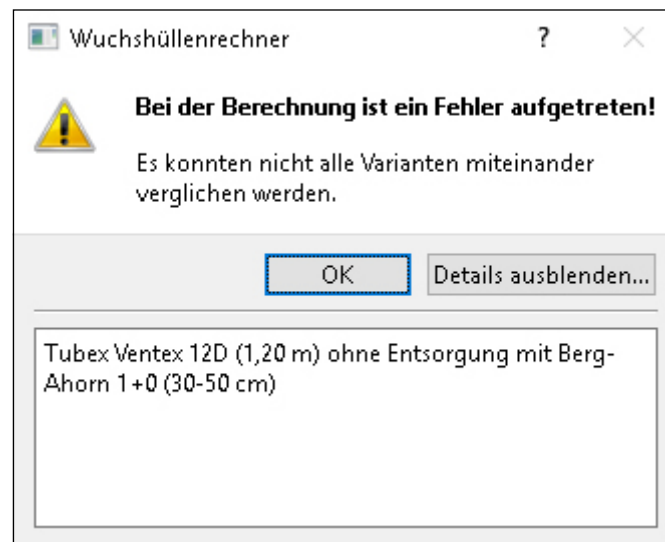 Wuchshüllenrechner ?
Bei der Berechnung ist ein Fehler aufgetreten!
Es konnten nicht alle Varianten miteinander
verglichen werden.
OK Details ausblenden...
Tubex Ventex 12D (1,20 m) ohne Entsorgung mit Berg-
Ahorn 1+0 (30-50 cm)